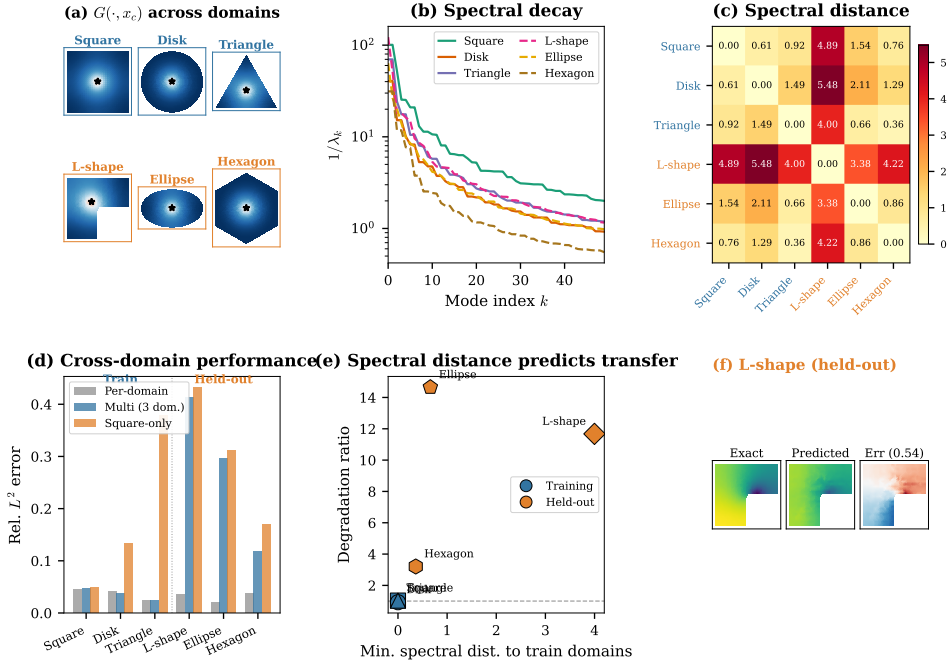 (a) G(·, x_c) across domains
Square
Disk
Triangle
L-shape
Ellipse
Hexagon
(b) Spectral decay
1/λ_k
10²
10¹
10⁰
Square
Disk
Triangle
L-shape
Ellipse
Hexagon
0 10 20 30 40
Mode index k
(c) Spectral distance
Square 0.00 0.61 0.92 4.89 1.54 0.76
Disk 0.61 0.00 1.49 5.48 2.11 1.29
Triangle 0.92 1.49 0.00 4.00 0.66 0.36
L-shape 4.89 5.48 4.00 0.00 3.38 4.22
Ellipse 1.54 2.11 0.66 3.38 0.00 0.86
Hexagon 0.76 1.29 0.36 4.22 0.86 0.00
Square Disk Triangle L-shape Ellipse Hexagon
5
4
3
2
1
0
(d) Cross-domain performance
Train
Held-out
Per-domain
Multi (3 dom.)
Square-only
Rel. L² error
0.4
0.3
0.2
0.1
0.0
Square Disk Triangle L-shape Ellipse Hexagon
(e) Spectral distance predicts transfer
Degradation ratio
14
12
10
8
6
4
2
Ellipse
L-shape
Training
Held-out
Hexagon
0 1 2 3 4
Min. spectral dist. to train domains
(f) L-shape (held-out)
Exact
Predicted
Err (0.54)